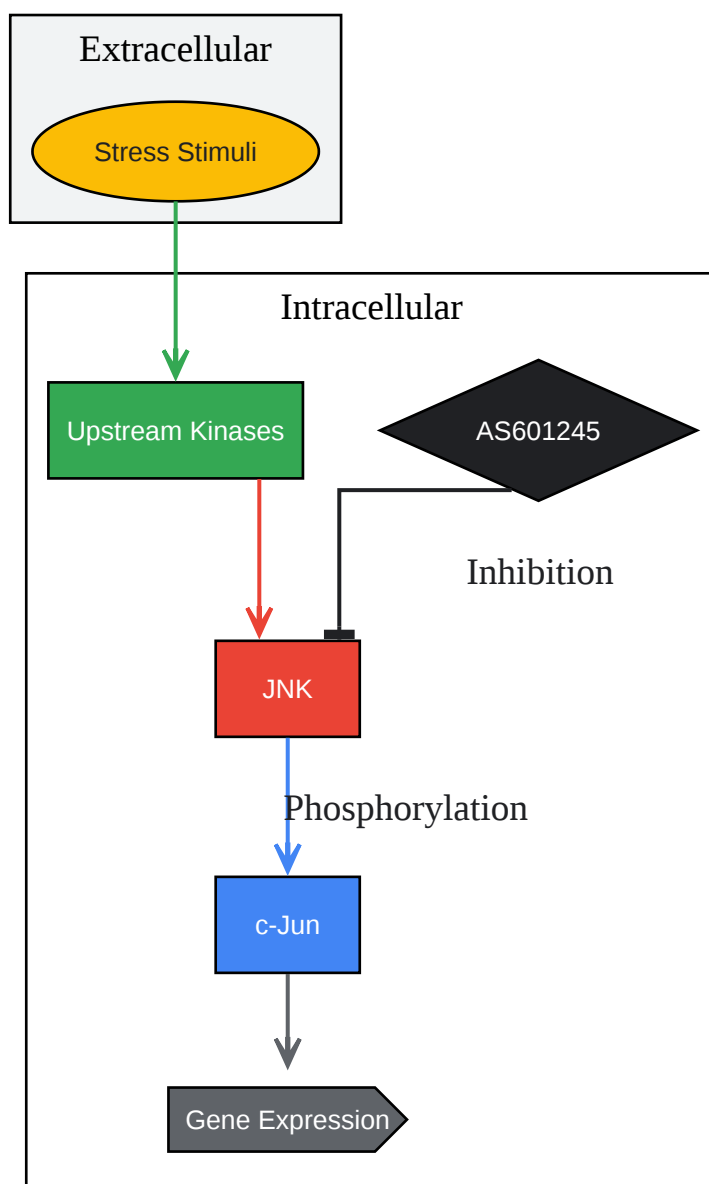 Extracellular
Stress Stimuli
Intracellular
Upstream Kinases
AS601245
Inhibition
JNK
Phosphorylation
c-Jun
Gene Expression